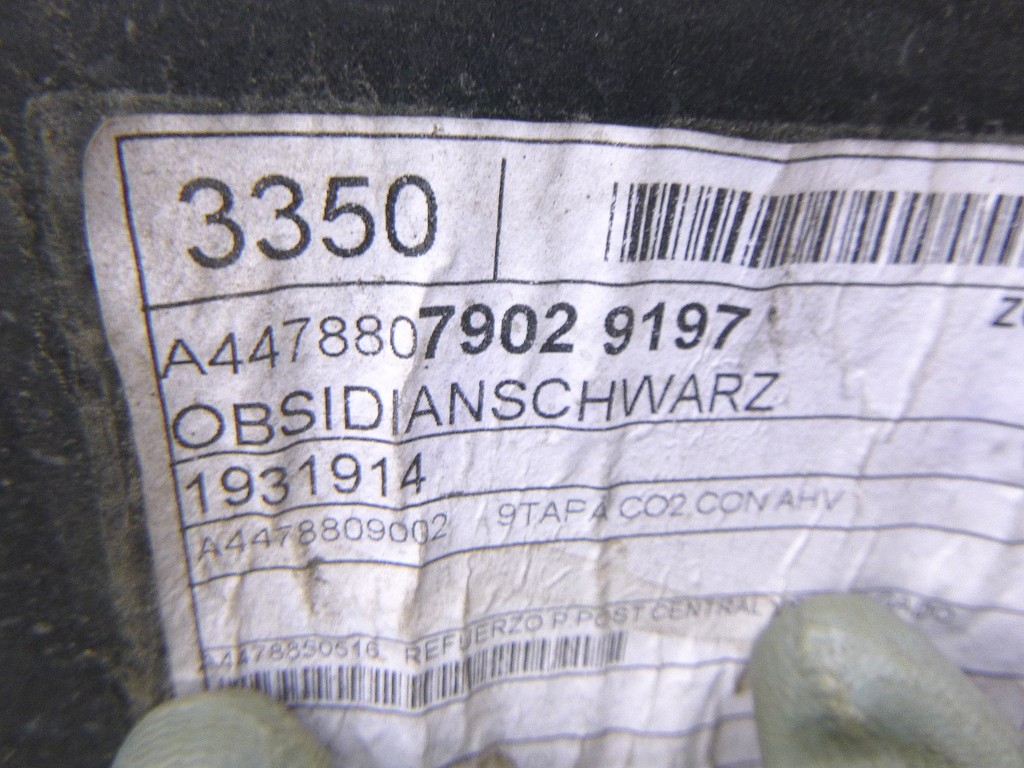 3350
A4478807902 9197
OBSIDIANSCHWARZ
1931914
A4478809002 9TAPA CO2 CON AHV
A4478850516 REFUERZO P.POST CENTRAL